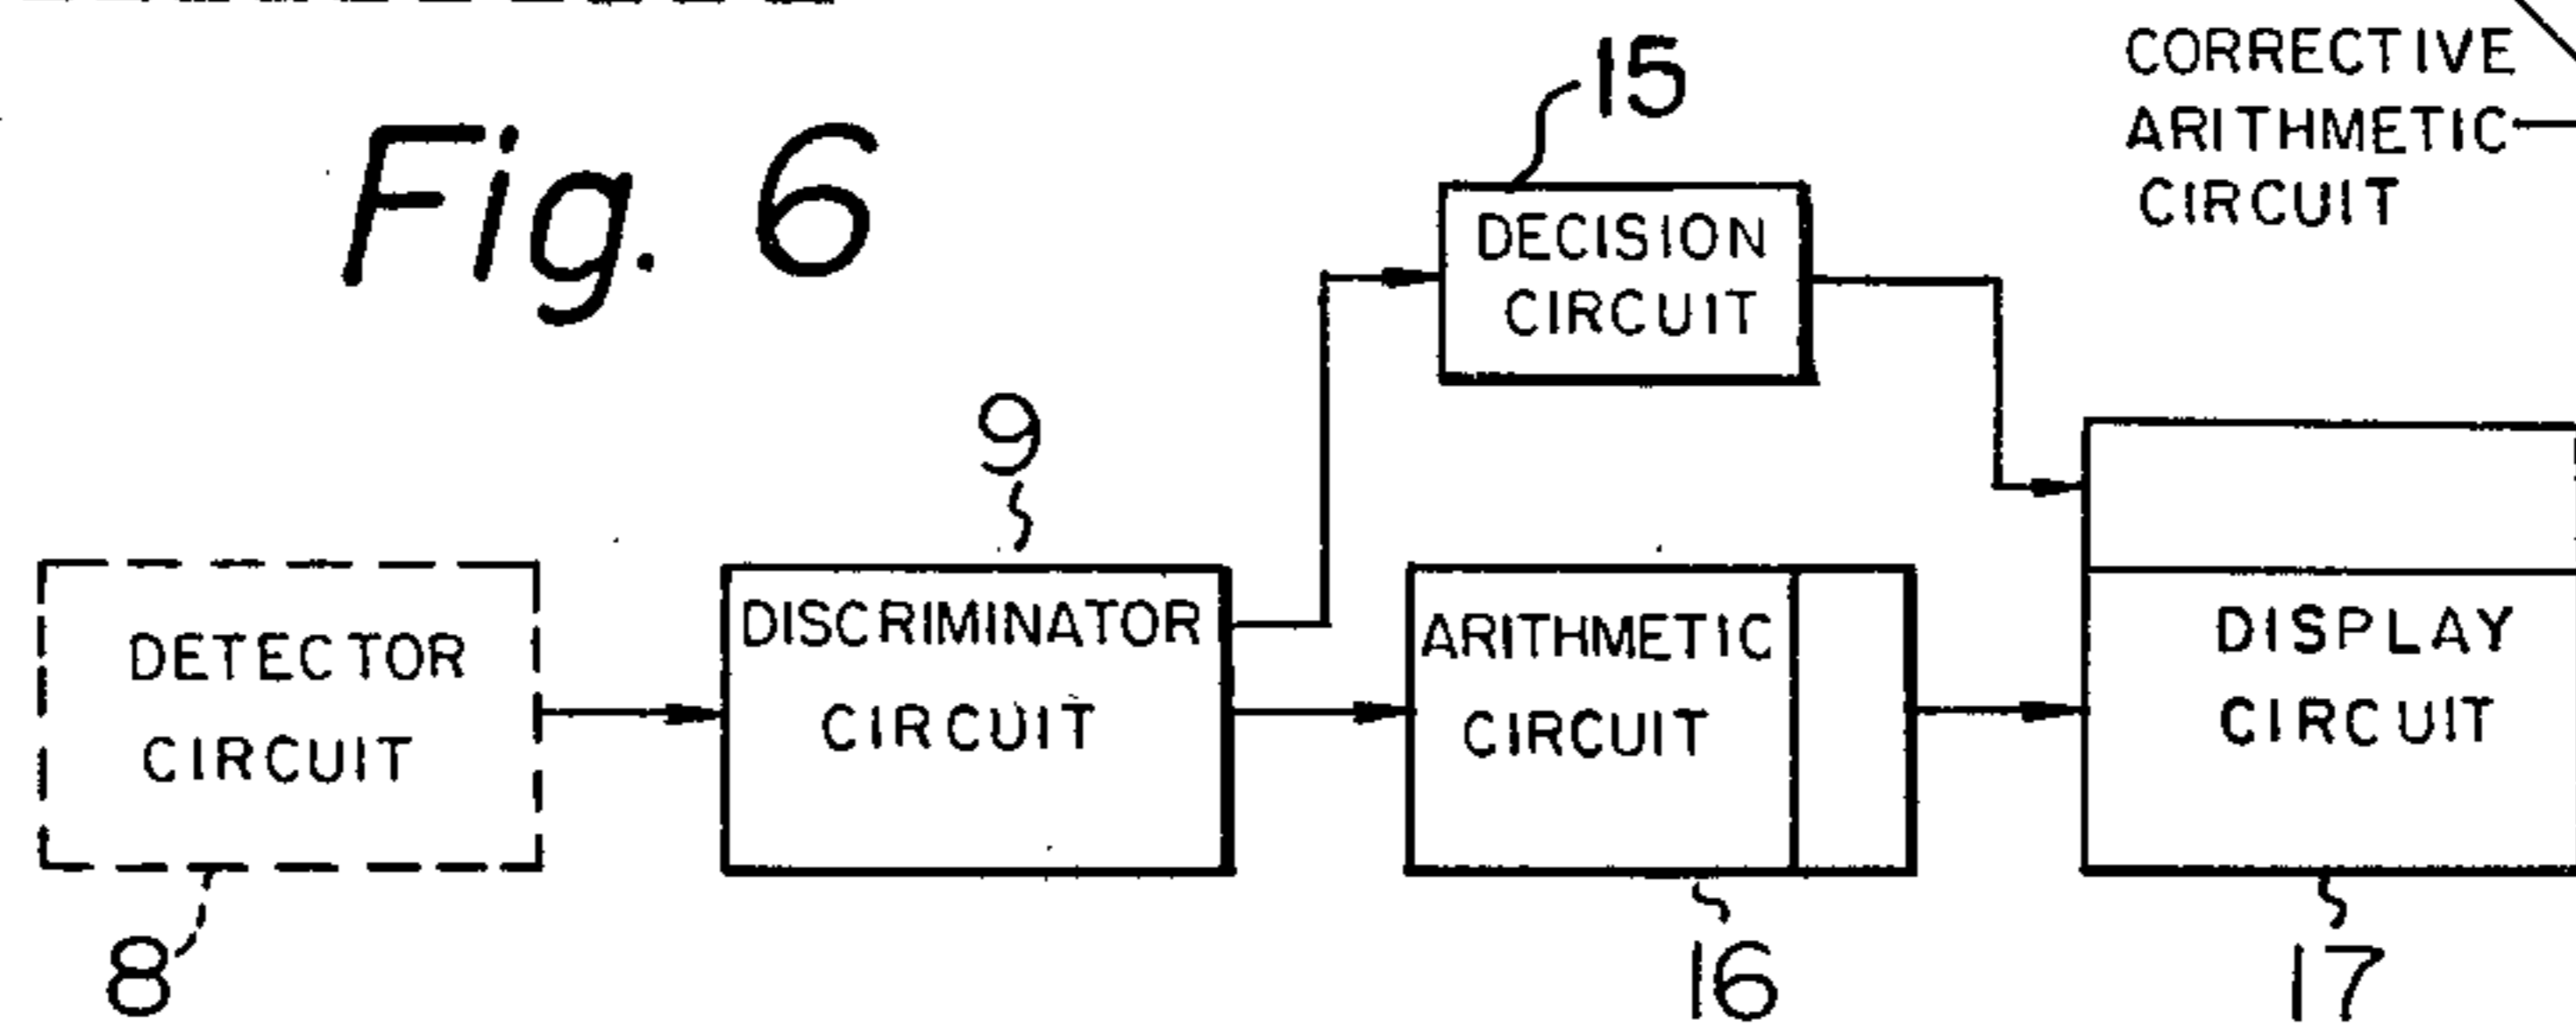 Fig. 6
CORRECTIVE
ARITHMETIC
CIRCUIT
15
DECISION
CIRCUIT
9
DETECTOR
CIRCUIT
8
DISCRIMINATOR
CIRCUIT
ARITHMETIC
CIRCUIT
16
DISPLAY
CIRCUIT
17